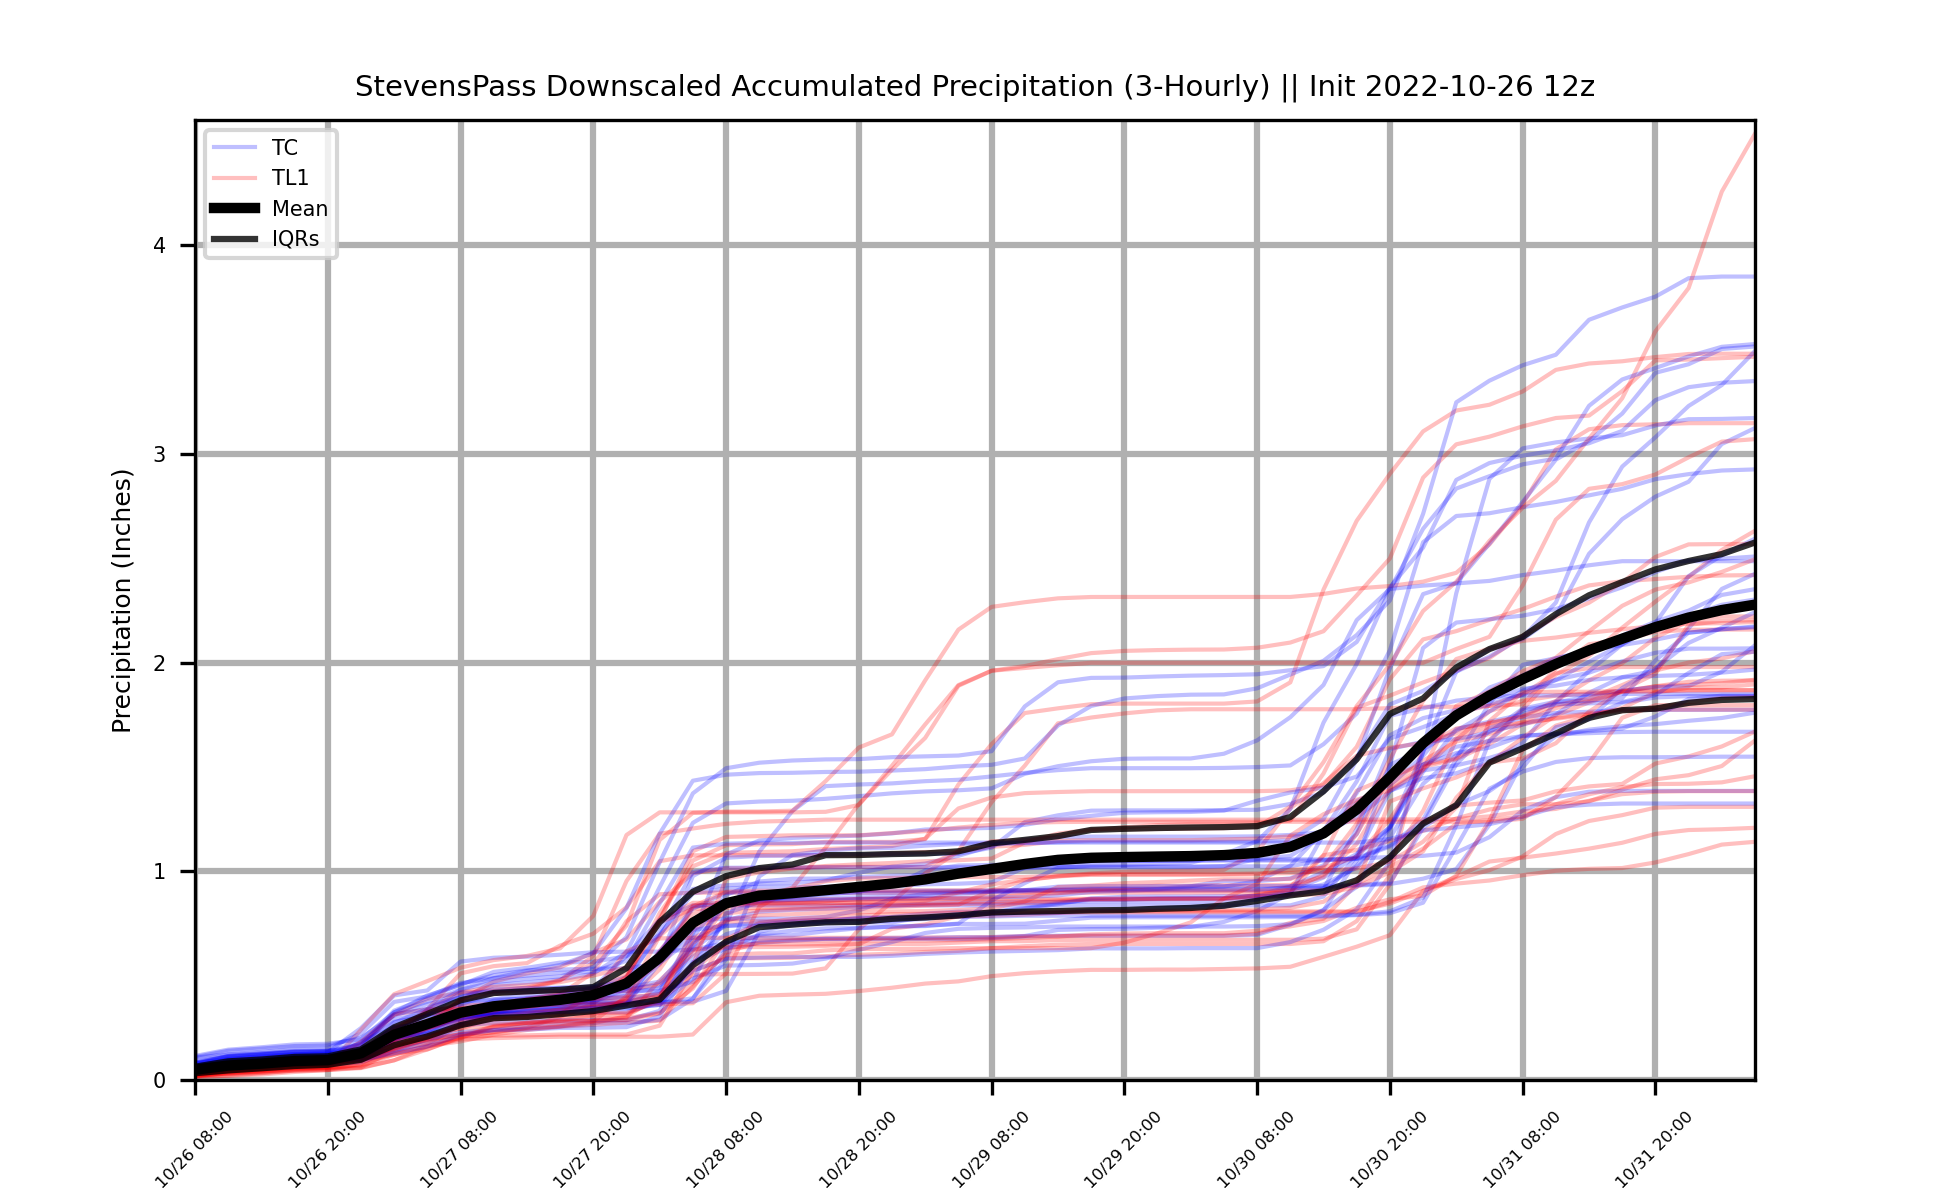 StevensPass Downscaled Accumulated Precipitation (3-Hourly) || Init 2022-10-26 12z
TC
TL1
Mean
IQRs
Precipitation (Inches)
4
3
2
1
0
10/26 08:00
10/26 20:00
10/27 08:00
10/27 20:00
10/28 08:00
10/28 20:00
10/29 08:00
10/29 20:00
10/30 08:00
10/30 20:00
10/31 08:00
10/31 20:00